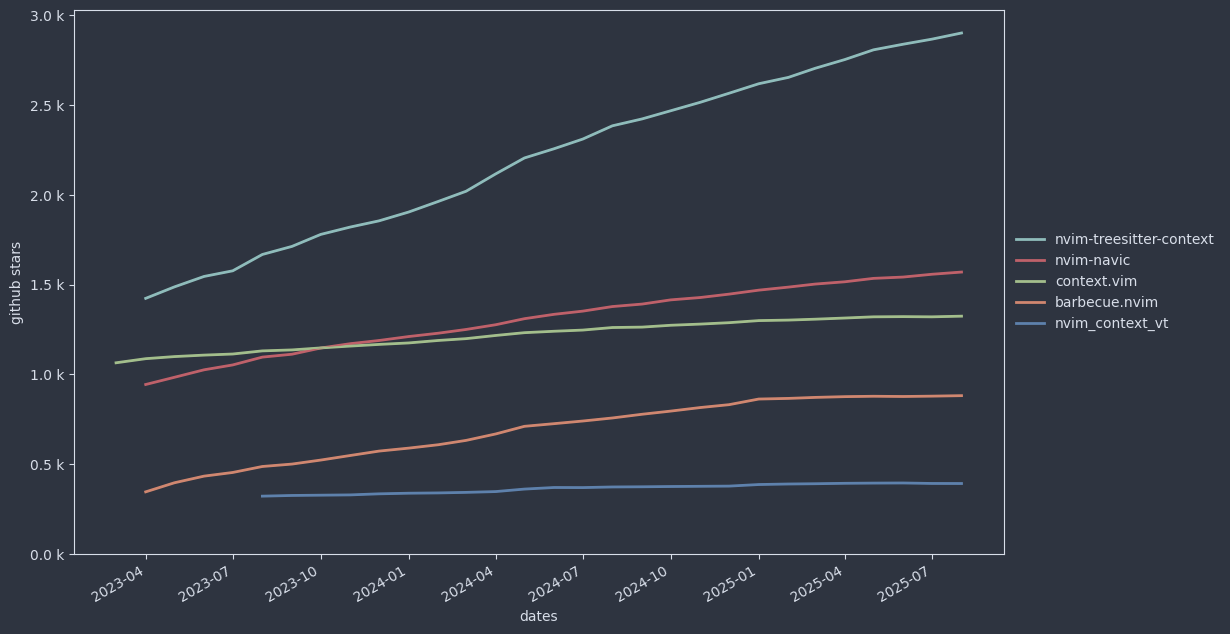 3.0 k
2.5 k
2.0 k
1.5 k
1.0 k
0.5 k
0.0 k
github stars
2023-04
2023-07
2023-10
2024-01
2024-04
2024-07
2024-10
2025-01
2025-04
2025-07
dates
nvim-treesitter-context
nvim-navic
context.vim
barbecue.nvim
nvim_context_vt